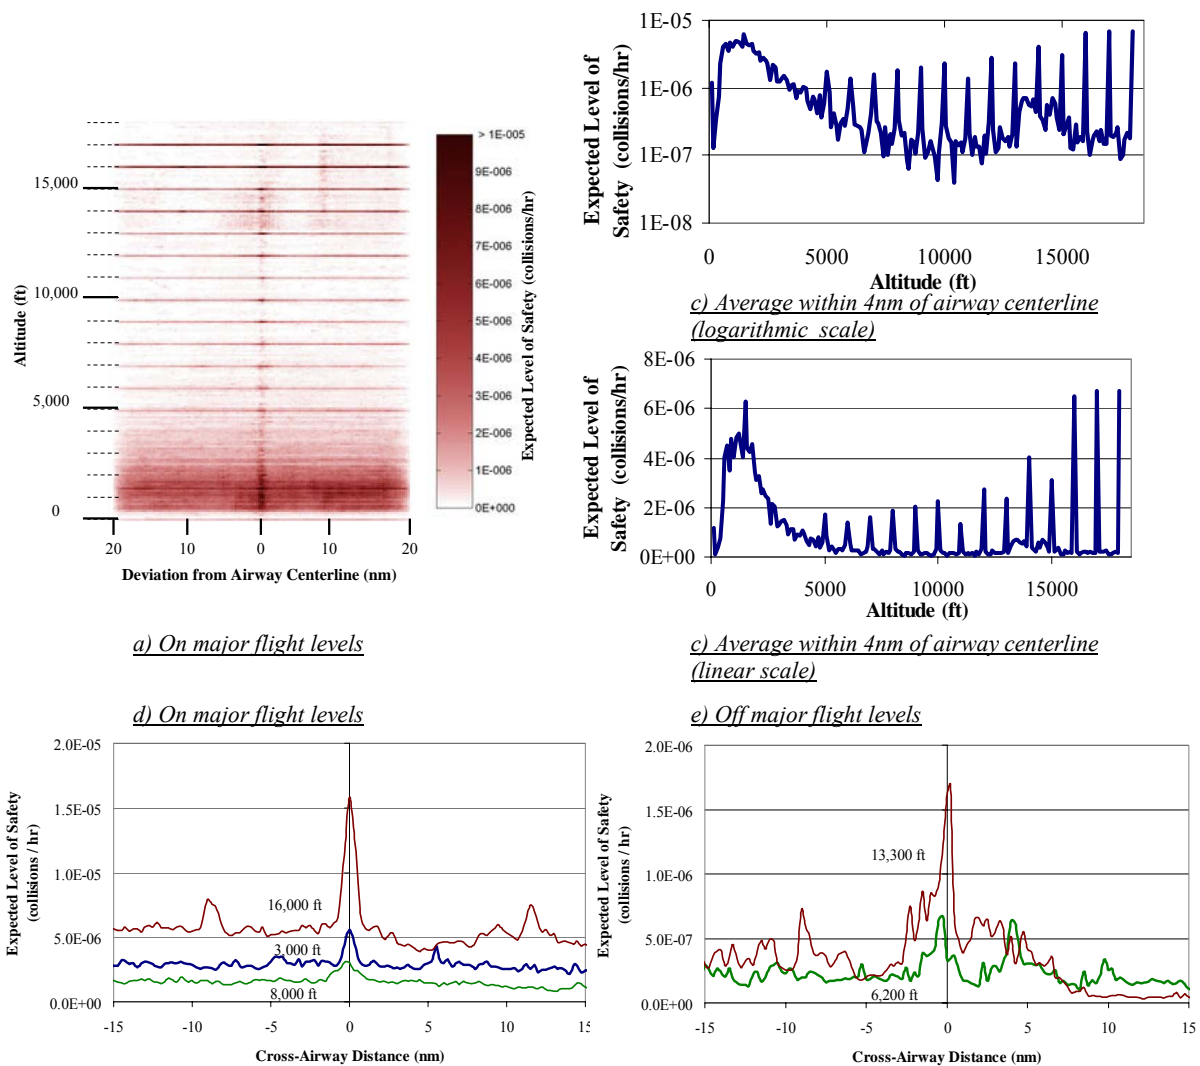 > 1E-005
9E-006
8E-006
7E-006
6E-006
5E-006
4E-006
3E-006
2E-006
1E-006
0E+000
Expected Level of Safety (collisions/hr)
15,000
10,000
5,000
0
Altitude (ft)
20 10 0 10 20
Deviation from Airway Centerline (nm)
a) On major flight levels
1E-05
1E-06
1E-07
1E-08
Expected Level of
Safety (collisions/hr)
0 5000 10000 15000
Altitude (ft)
c) Average within 4nm of airway centerline
(logarithmic scale)
8E-06
6E-06
4E-06
2E-06
0E+00
Expected Level of
Safety (collisions/hr)
0 5000 10000 15000
Altitude (ft)
c) Average within 4nm of airway centerline
(linear scale)
d) On major flight levels
2.0E-05
1.5E-05
1.0E-05
5.0E-06
0.0E+00
Expected Level of Safety
(collisions / hr)
16,000 ft
3,000 ft
8,000 ft
-15 -10 -5 0 5 10 15
Cross-Airway Distance (nm)
e) Off major flight levels
2.0E-06
1.5E-06
1.0E-06
5.0E-07
0.0E+00
Expected Level of Safety
(collisions / hr)
13,300 ft
6,200 ft
-15 -10 -5 0 5 10 15
Cross-Airway Distance (nm)